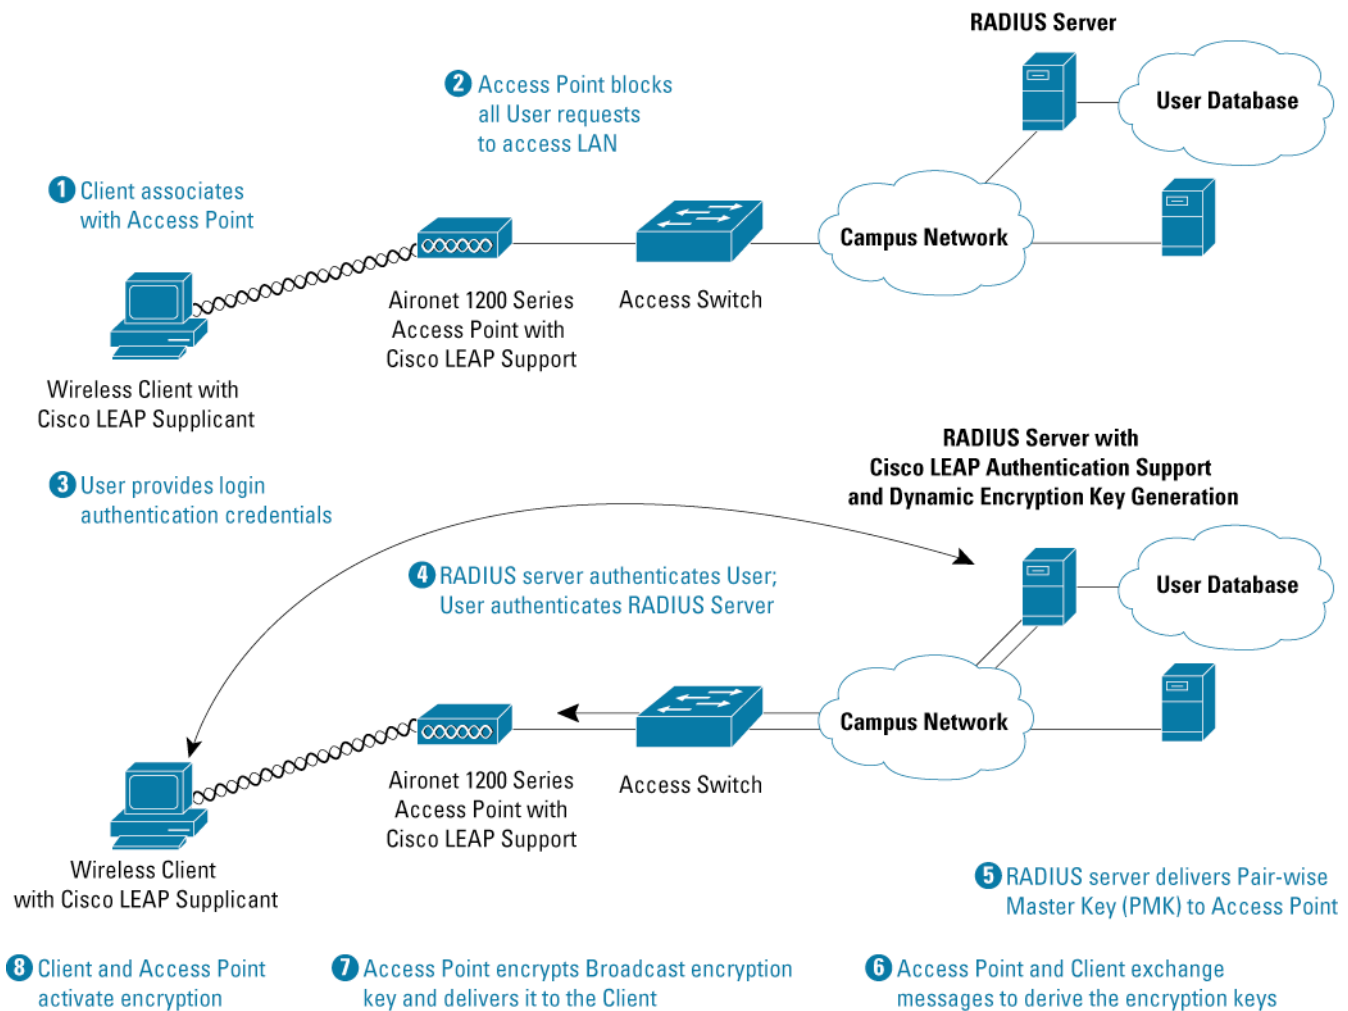 RADIUS Server
2 Access Point blocks
all User requests
to access LAN
User Database
1 Client associates
with Access Point
Campus Network
Aironet 1200 Series
Access Point with
Cisco LEAP Support
Access Switch
Wireless Client with
Cisco LEAP Supplicant
RADIUS Server with
Cisco LEAP Authentication Support
and Dynamic Encryption Key Generation
3 User provides login
authentication credentials
4 RADIUS server authenticates User;
User authenticates RADIUS Server
User Database
Campus Network
Aironet 1200 Series
Access Point with
Cisco LEAP Support
Access Switch
Wireless Client
with Cisco LEAP Supplicant
5 RADIUS server delivers Pair-wise
Master Key (PMK) to Access Point
8 Client and Access Point
activate encryption
7 Access Point encrypts Broadcast encryption
key and delivers it to the Client
6 Access Point and Client exchange
messages to derive the encryption keys